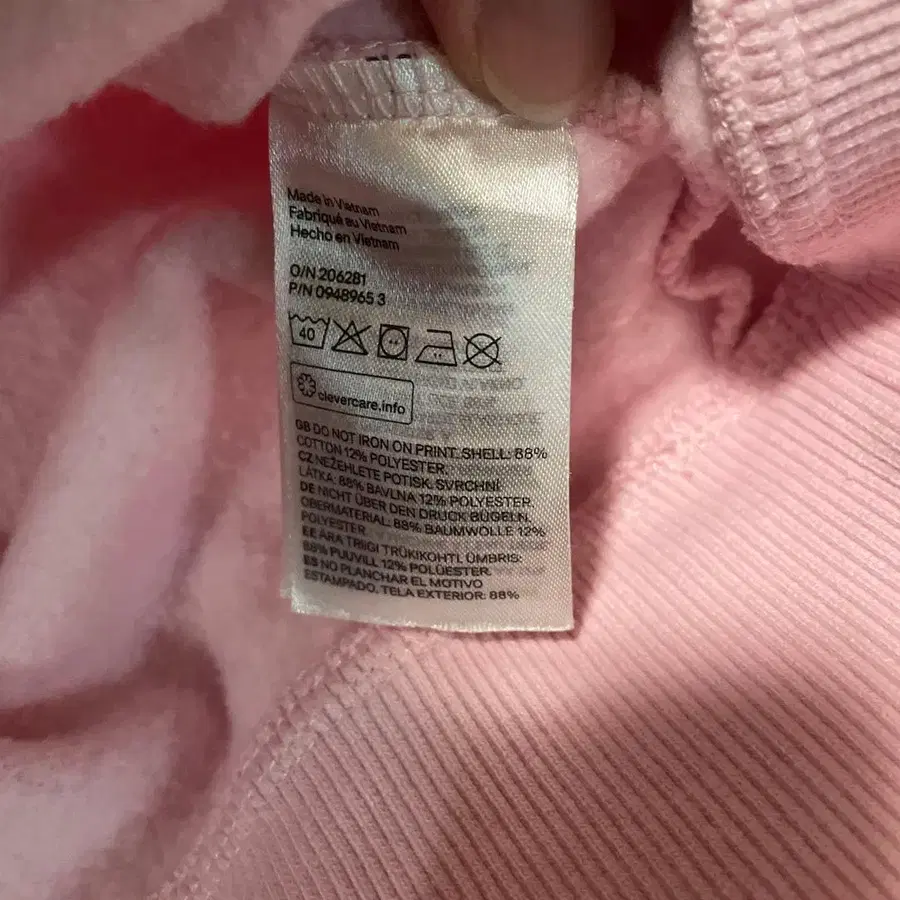 Made in Vietnam
Fabriqué au Vietnam
Hecho en Vietnam
O/N 206281
P/N 0948965 3
40
clevercare.info
GB DO NOT IRON ON PRINT. SHELL: 88%
COTTON 12% POLYESTER.
CZ NEŽEHLETE POTISK. SVRCHNÍ
LÁTKA: 88% BAVLNA 12% POLYESTER.
DE NICHT ÜBER DEN DRUCK BÜGELN.
OBERMATERIAL: 88% BAUMWOLLE 12%
POLYESTER.
EE ÄRA TRIIGI TRÜKIKOHTI. ÜMBRIS:
88% PUUVILL 12% POLÜESTER.
ES NO PLANCHAR EL MOTIVO
ESTAMPADO. TELA EXTERIOR: 88%